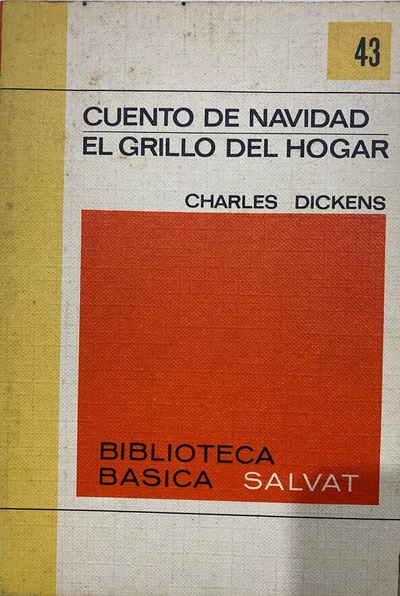 43
CUENTO DE NAVIDAD
EL GRILLO DEL HOGAR
CHARLES DICKENS
BIBLIOTECA
BASICA SALVAT